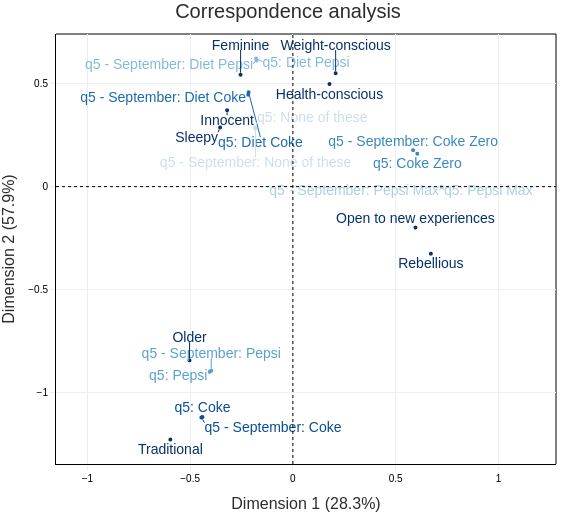 Correspondence analysis
Feminine
Weight-conscious
q5 - September: Diet Pepsi
q5: Diet Pepsi
q5 - September: Diet Coke
Health-conscious
Innocent
q5: None of these
Sleepy
q5: Diet Coke
q5 - September: Coke Zero
q5 - September: None of these
q5: Coke Zero
q5 - September: Pepsi Max
q5: Pepsi Max
Open to new experiences
Rebellious
Older
q5 - September: Pepsi
q5: Pepsi
q5: Coke
q5 - September: Coke
Traditional
0.5
0
−0.5
−1
−1
−0.5
0
0.5
1
Dimension 2 (57.9%)
Dimension 1 (28.3%)